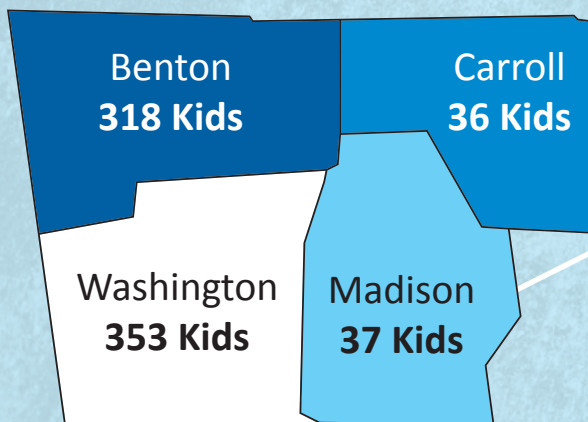 Benton
318 Kids
Carroll
36 Kids
Washington
353 Kids
Madison
37 Kids